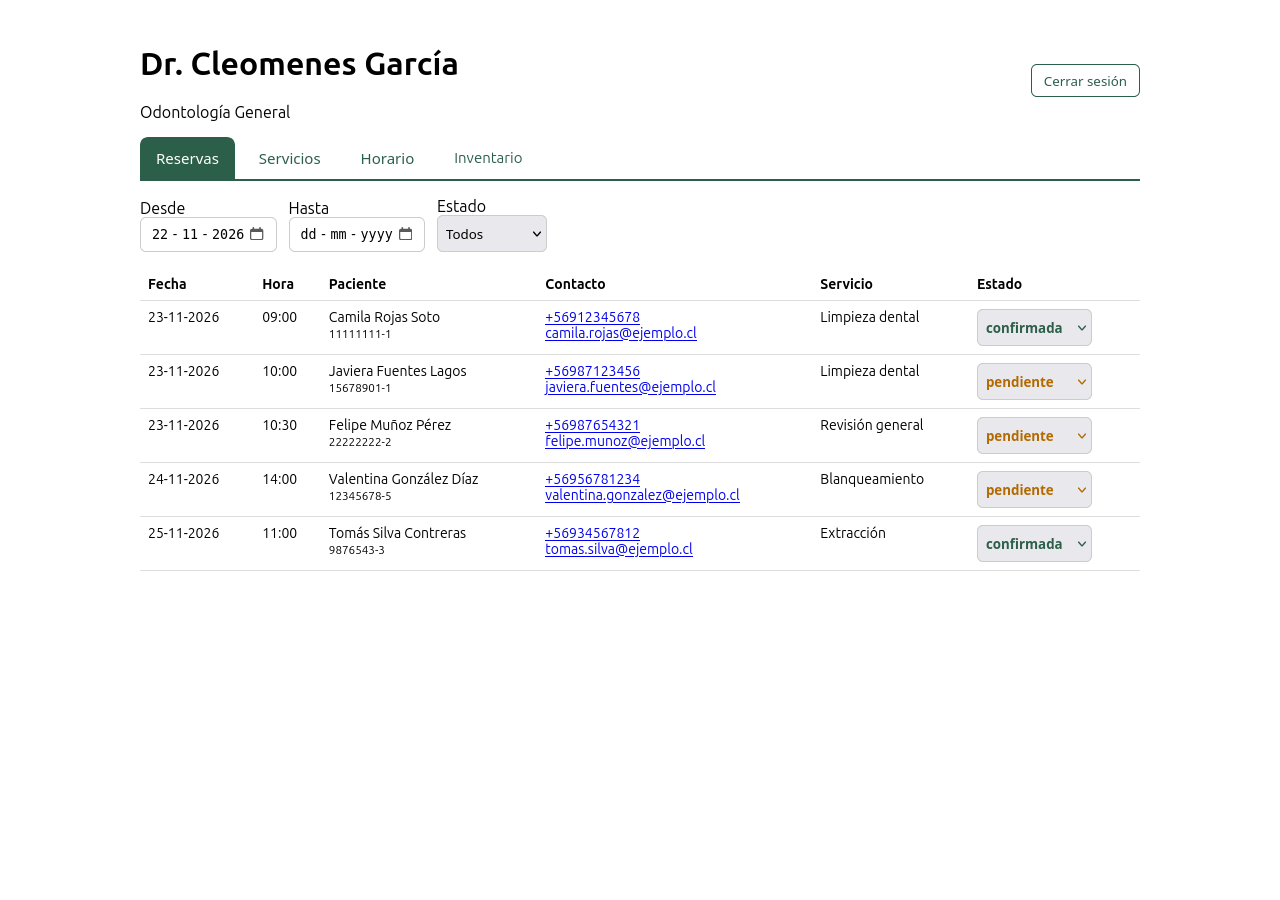 Dr. Cleomenes García
Cerrar sesión
Odontología General
Reservas Servicios Horario Inventario
Desde Hasta Estado
22 - 11 - 2026 dd - mm - yyyy Todos
Fecha Hora Paciente Contacto Servicio Estado
23-11-2026 09:00 Camila Rojas Soto +56912345678 Limpieza dental confirmada
11111111-1 camila.rojas@ejemplo.cl
23-11-2026 10:00 Javiera Fuentes Lagos +56987123456 Limpieza dental pendiente
15678901-1 javiera.fuentes@ejemplo.cl
23-11-2026 10:30 Felipe Muñoz Pérez +56987654321 Revisión general pendiente
22222222-2 felipe.munoz@ejemplo.cl
24-11-2026 14:00 Valentina González Díaz +56956781234 Blanqueamiento pendiente
12345678-5 valentina.gonzalez@ejemplo.cl
25-11-2026 11:00 Tomás Silva Contreras +56934567812 Extracción confirmada
9876543-3 tomas.silva@ejemplo.cl